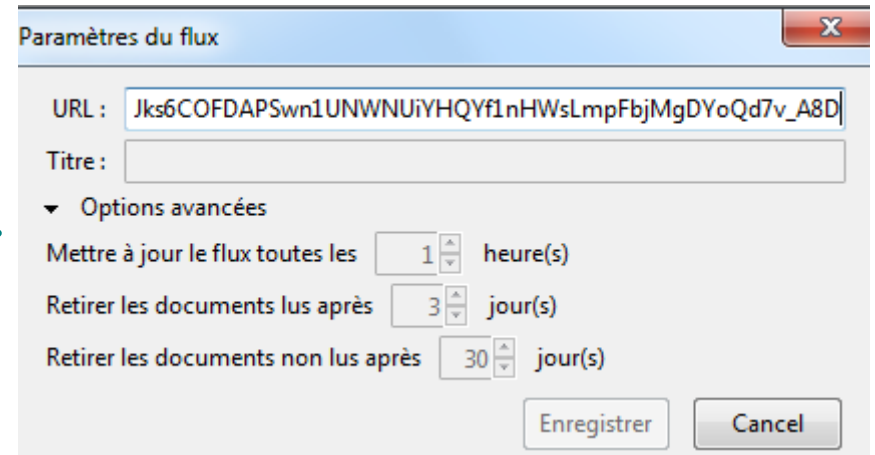 Paramètres du flux
URL : Jks6COFDAPSwn1UNWNUiYHQYf1nHWsLmpFbjMgDYoQd7v_A8D
Titre :
Options avancées
Mettre à jour le flux toutes les 1 heure(s)
Retirer les documents lus après 3 jour(s)
Retirer les documents non lus après 30 jour(s)
Enregistrer Cancel